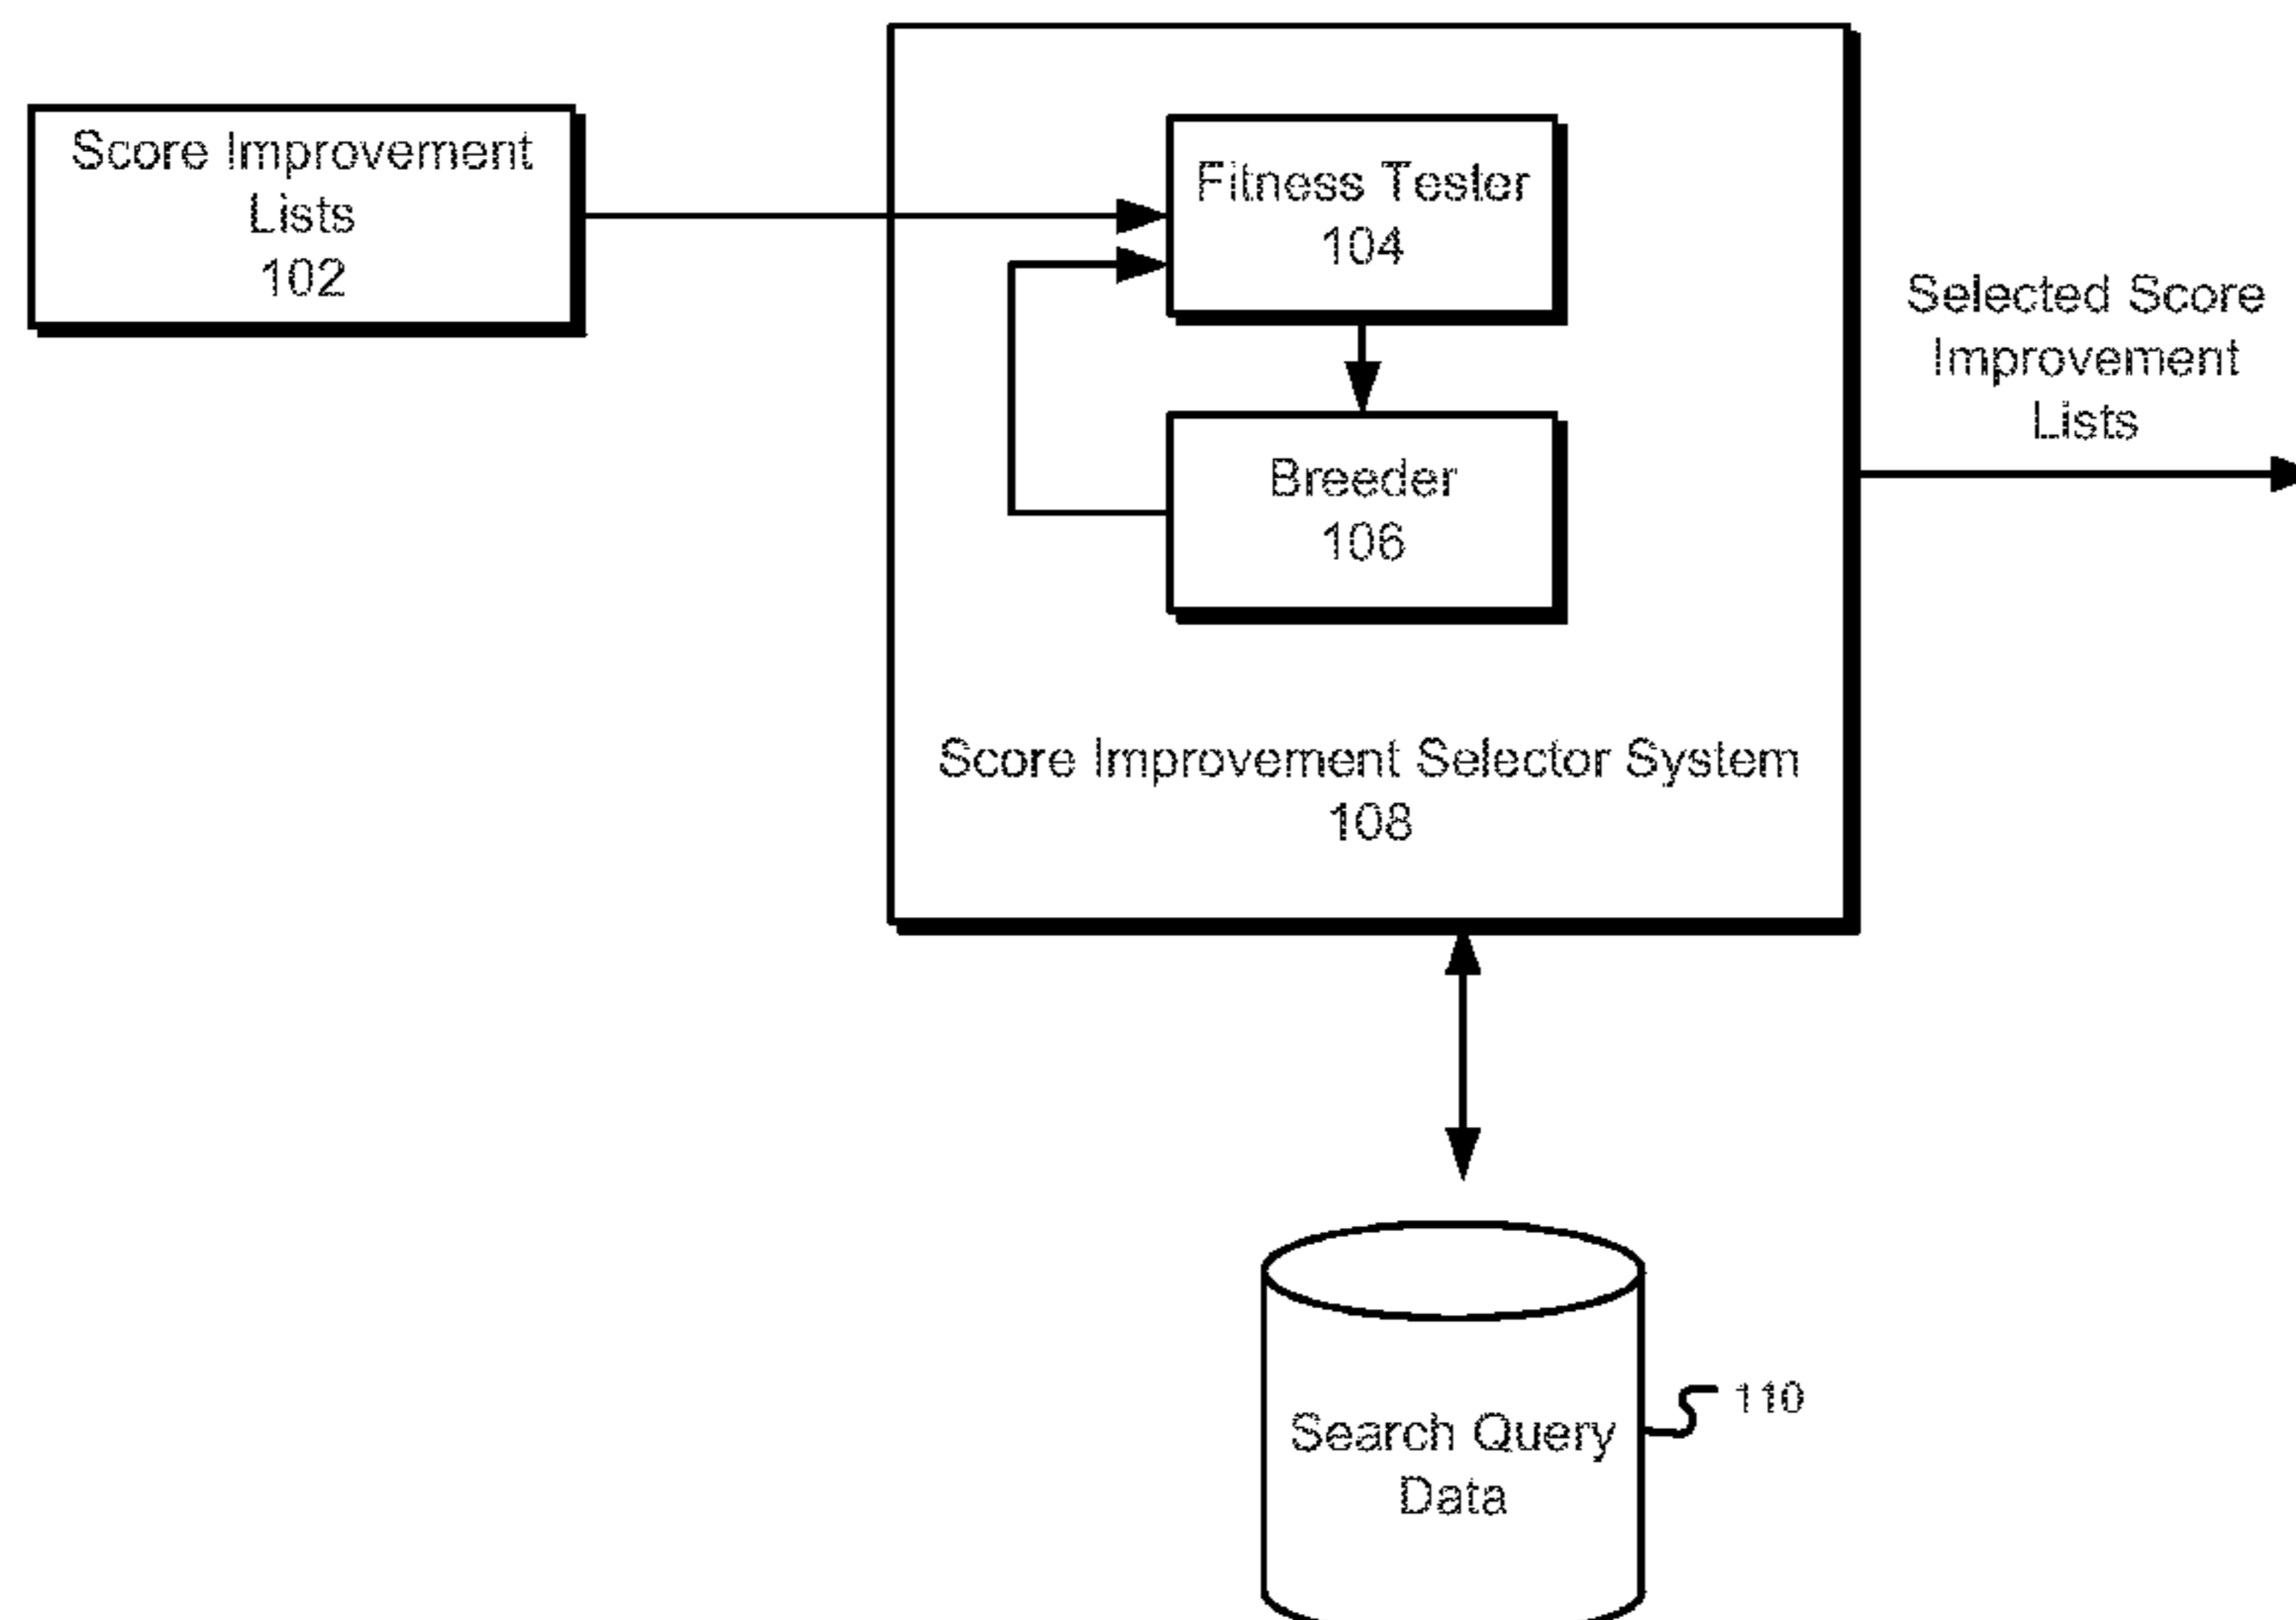 Score Improvement
Lists
102
Fitness Tester
104
Breeder
106
Score Improvement Selector System
108
Selected Score
Improvement
Lists
Search Query
Data
110